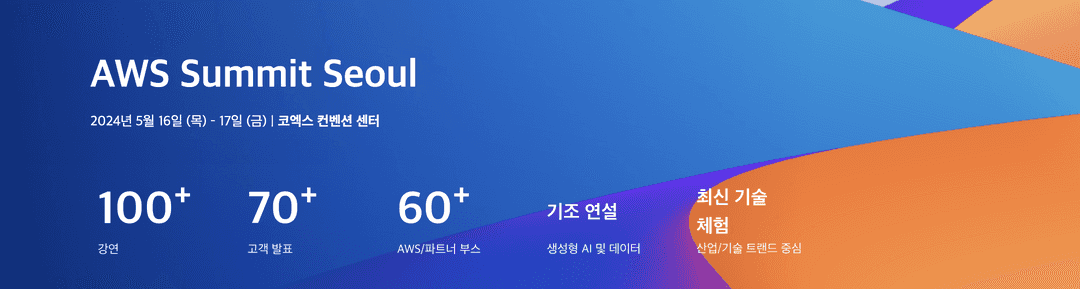 AWS Summit Seoul
2024년 5월 16일 (목) - 17일 (금) | 코엑스 컨벤션 센터
100+
강연
70+
고객 발표
60+
AWS/파트너 부스
기조 연설
생성형 AI 및 데이터
최신 기술
체험
산업/기술 트랜드 중심